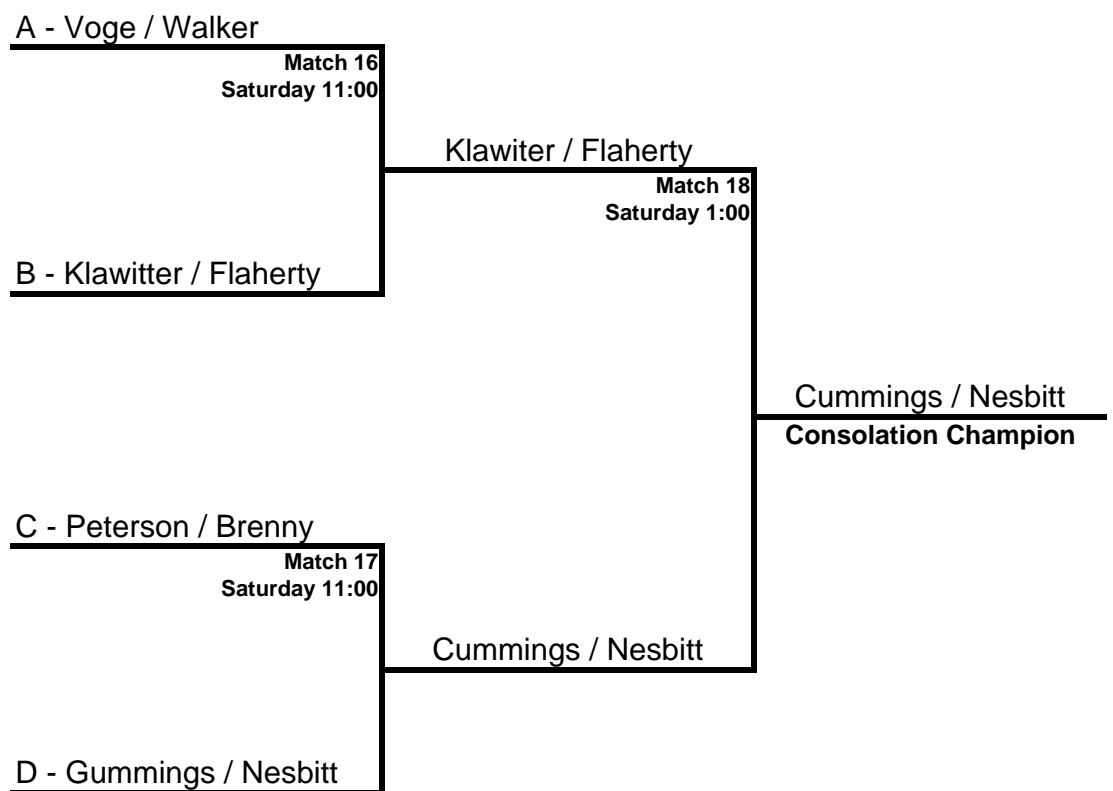 A - Voge / Walker
Match 16
Saturday 11:00
Klawiter / Flaherty
Match 18
Saturday 1:00
B - Klawitter / Flaherty
Cummings / Nesbitt
Consolation Champion
C - Peterson / Brenny
Match 17
Saturday 11:00
Cummings / Nesbitt
D - Gummings / Nesbitt